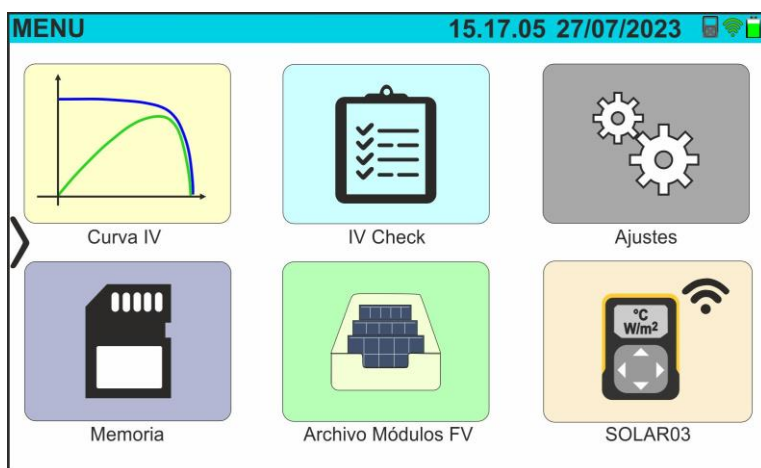 MENU 15.17.05 27/07/2023
Curva IV IV Check Ajustes
°C
W/m²
Memoria Archivo Módulos FV SOLAR03